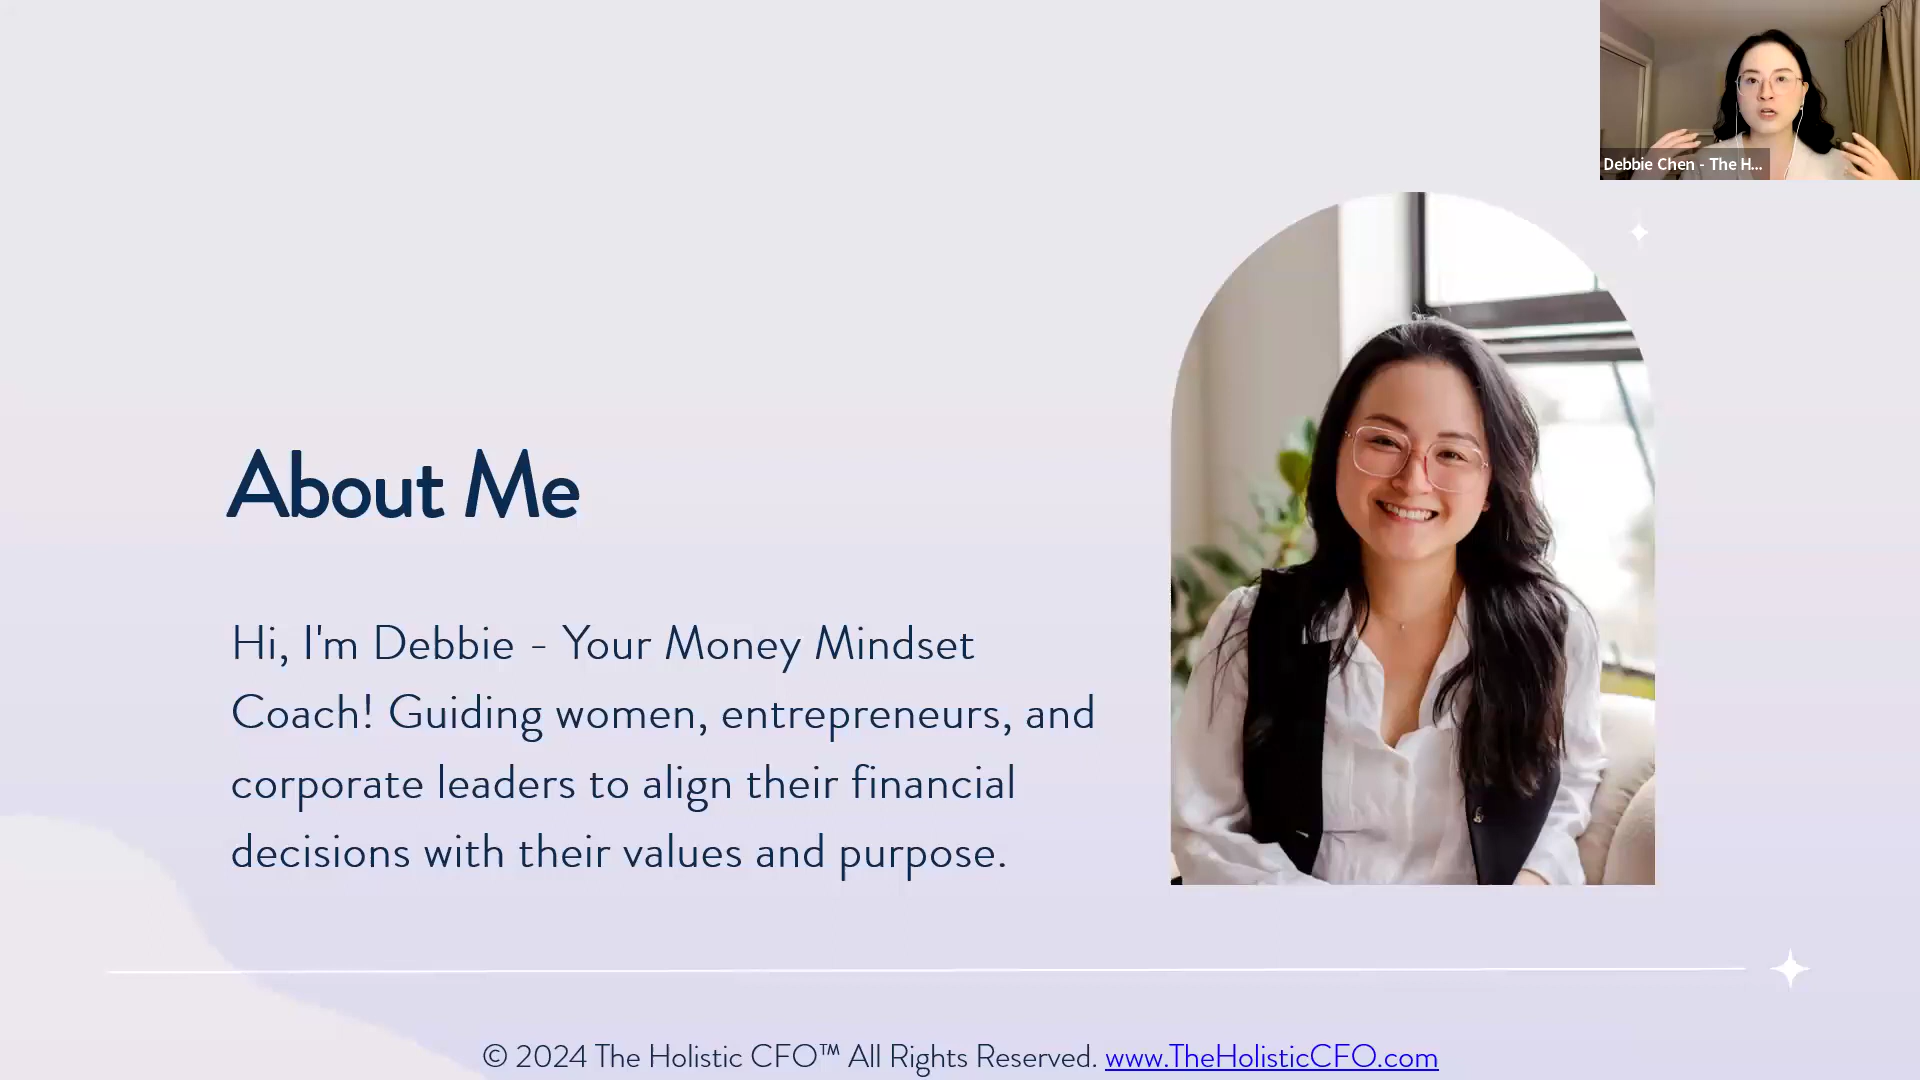 Debbie Chen - The H...
About Me
Hi, I'm Debbie - Your Money Mindset
Coach! Guiding women, entrepreneurs, and
corporate leaders to align their financial
decisions with their values and purpose.
© 2024 The Holistic CFO™ All Rights Reserved. www.TheHolisticCFO.com